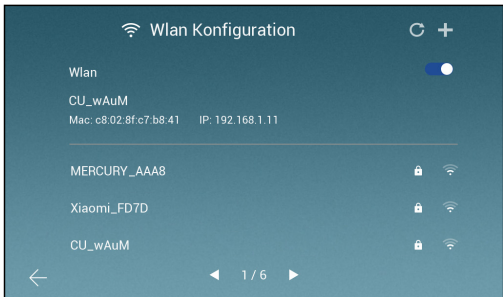 Wlan Konfiguration
Wlan
CU_wAuM
Mac: c8:02:8f:c7:b8:41 IP: 192.168.1.11
MERCURY_AAA8
Xiaomi_FD7D
CU_wAuM
1 / 6